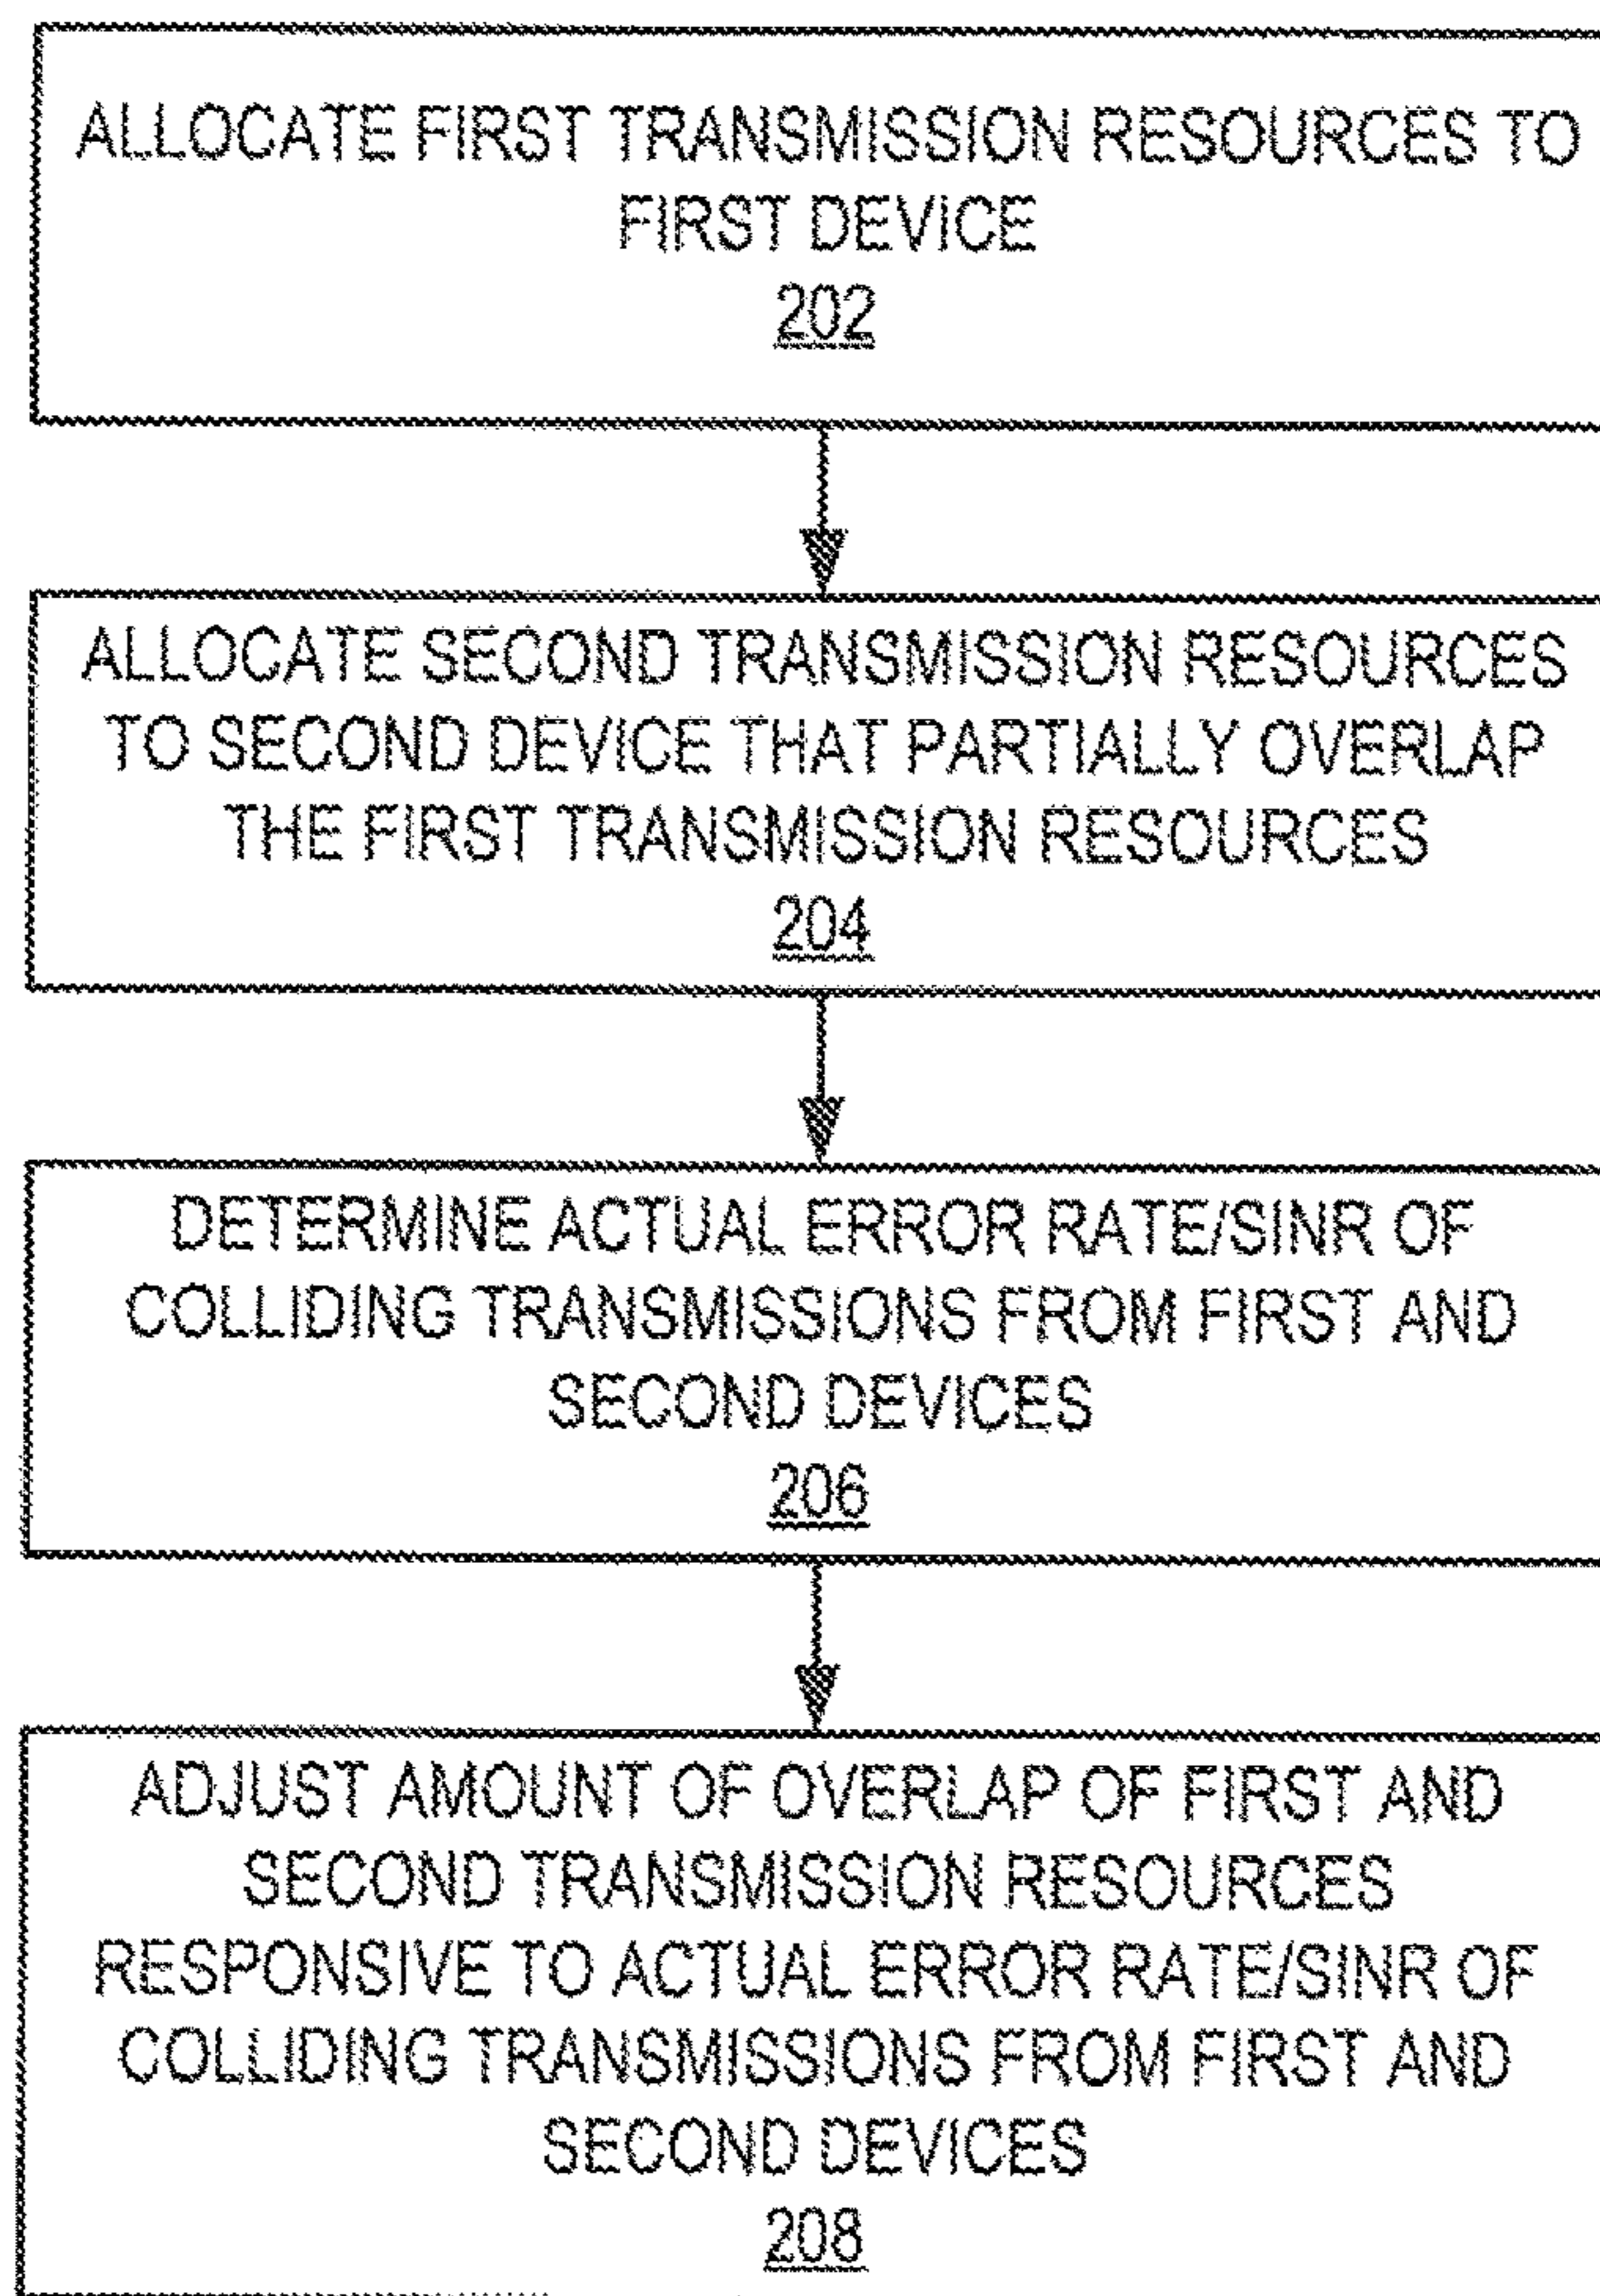 ALLOCATE FIRST TRANSMISSION RESOURCES TO
FIRST DEVICE
202
ALLOCATE SECOND TRANSMISSION RESOURCES
TO SECOND DEVICE THAT PARTIALLY OVERLAP
THE FIRST TRANSMISSION RESOURCES
204
DETERMINE ACTUAL ERROR RATE/SINR OF
COLLIDING TRANSMISSIONS FROM FIRST AND
SECOND DEVICES
206
ADJUST AMOUNT OF OVERLAP OF FIRST AND
SECOND TRANSMISSION RESOURCES
RESPONSIVE TO ACTUAL ERROR RATE/SINR OF
COLLIDING TRANSMISSIONS FROM FIRST AND
SECOND DEVICES
208